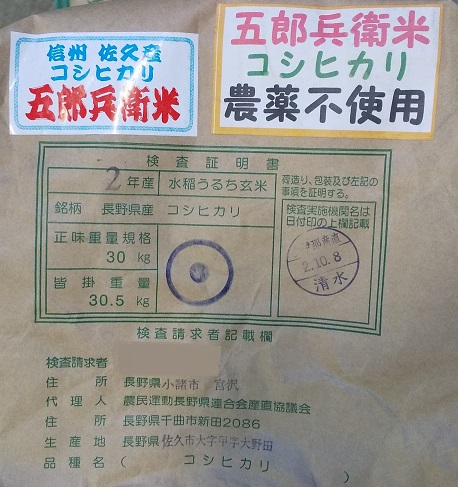 信州 佐久産
コシヒカリ
五郎兵衛米
五郎兵衛米
コシヒカリ
農薬不使用
検査証明書
2年産 水稲うるち玄米
銘柄 長野県産 コシヒカリ
正味重量規格
30 kg
皆掛重量
30.5 kg
荷造り、包装及び左記の
事項を証明する。
検査実施機関名は
日付印の上欄記載
2.10.8
清水
検査請求者記載欄
検査請求者
住所 長野県小諸市 宮沢
代理人 農民運動長野県連合会産直協議会
住所 長野県千曲市新田2086
生産地 長野県佐久市大字甲字大野田
品種名( コシヒカリ )